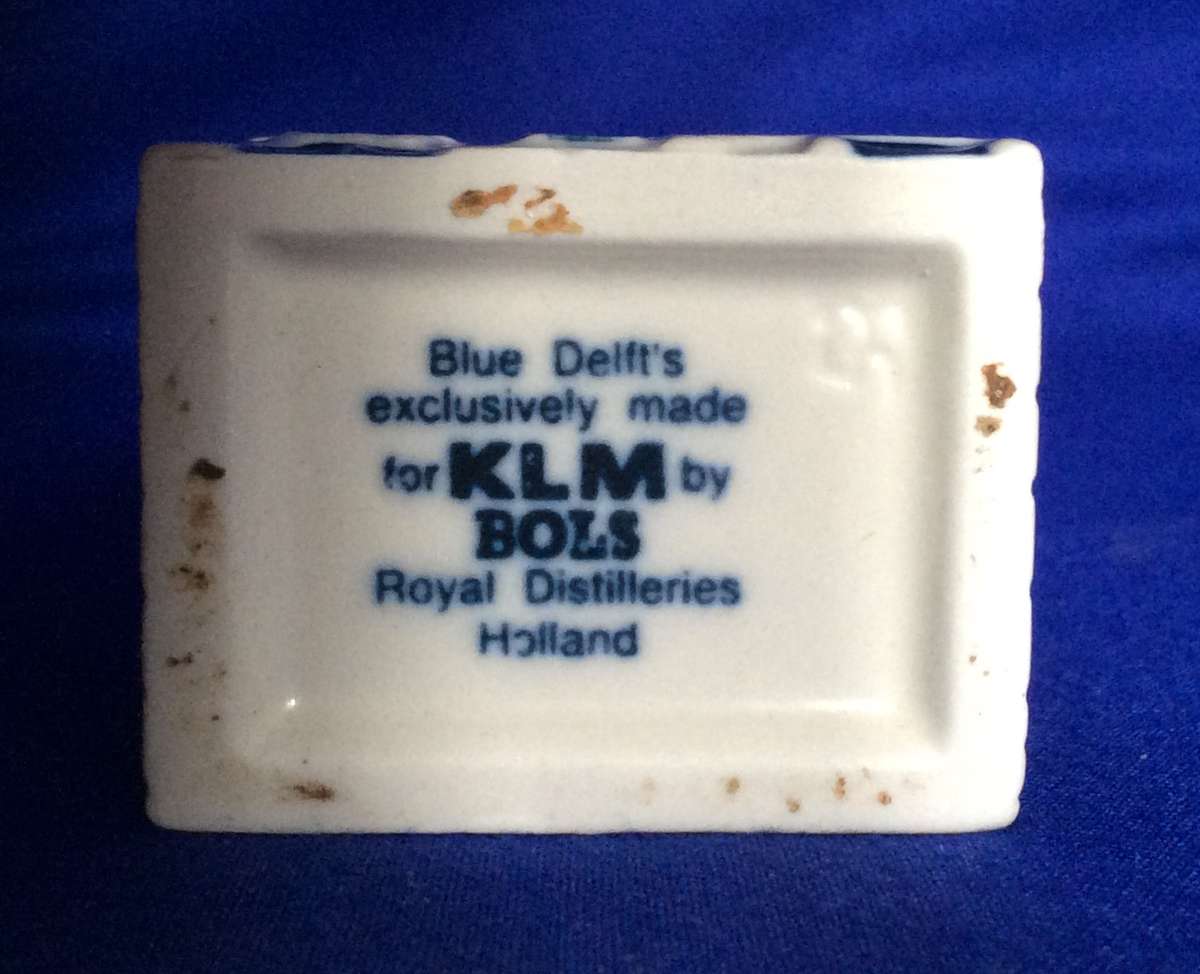 Blue Delft's
exclusively made
for KLM by
BOLS
Royal Distilleries
Holland